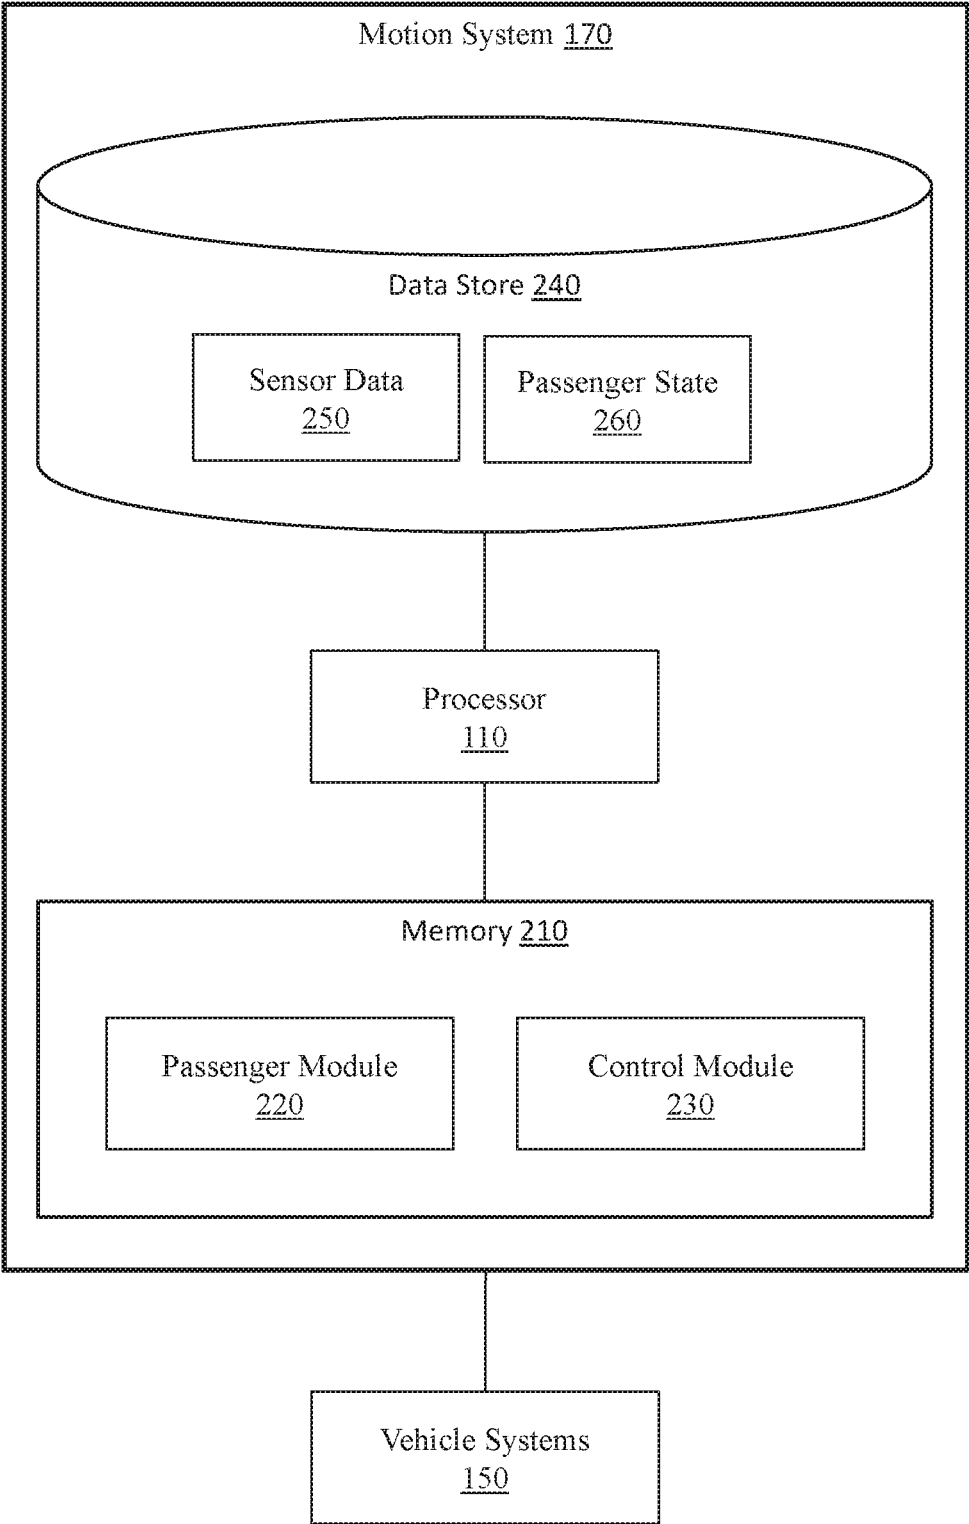 Motion System 170
Data Store 240
Sensor Data
250
Passenger State
260
Processor
110
Memory 210
Passenger Module
220
Control Module
230
Vehicle Systems
150